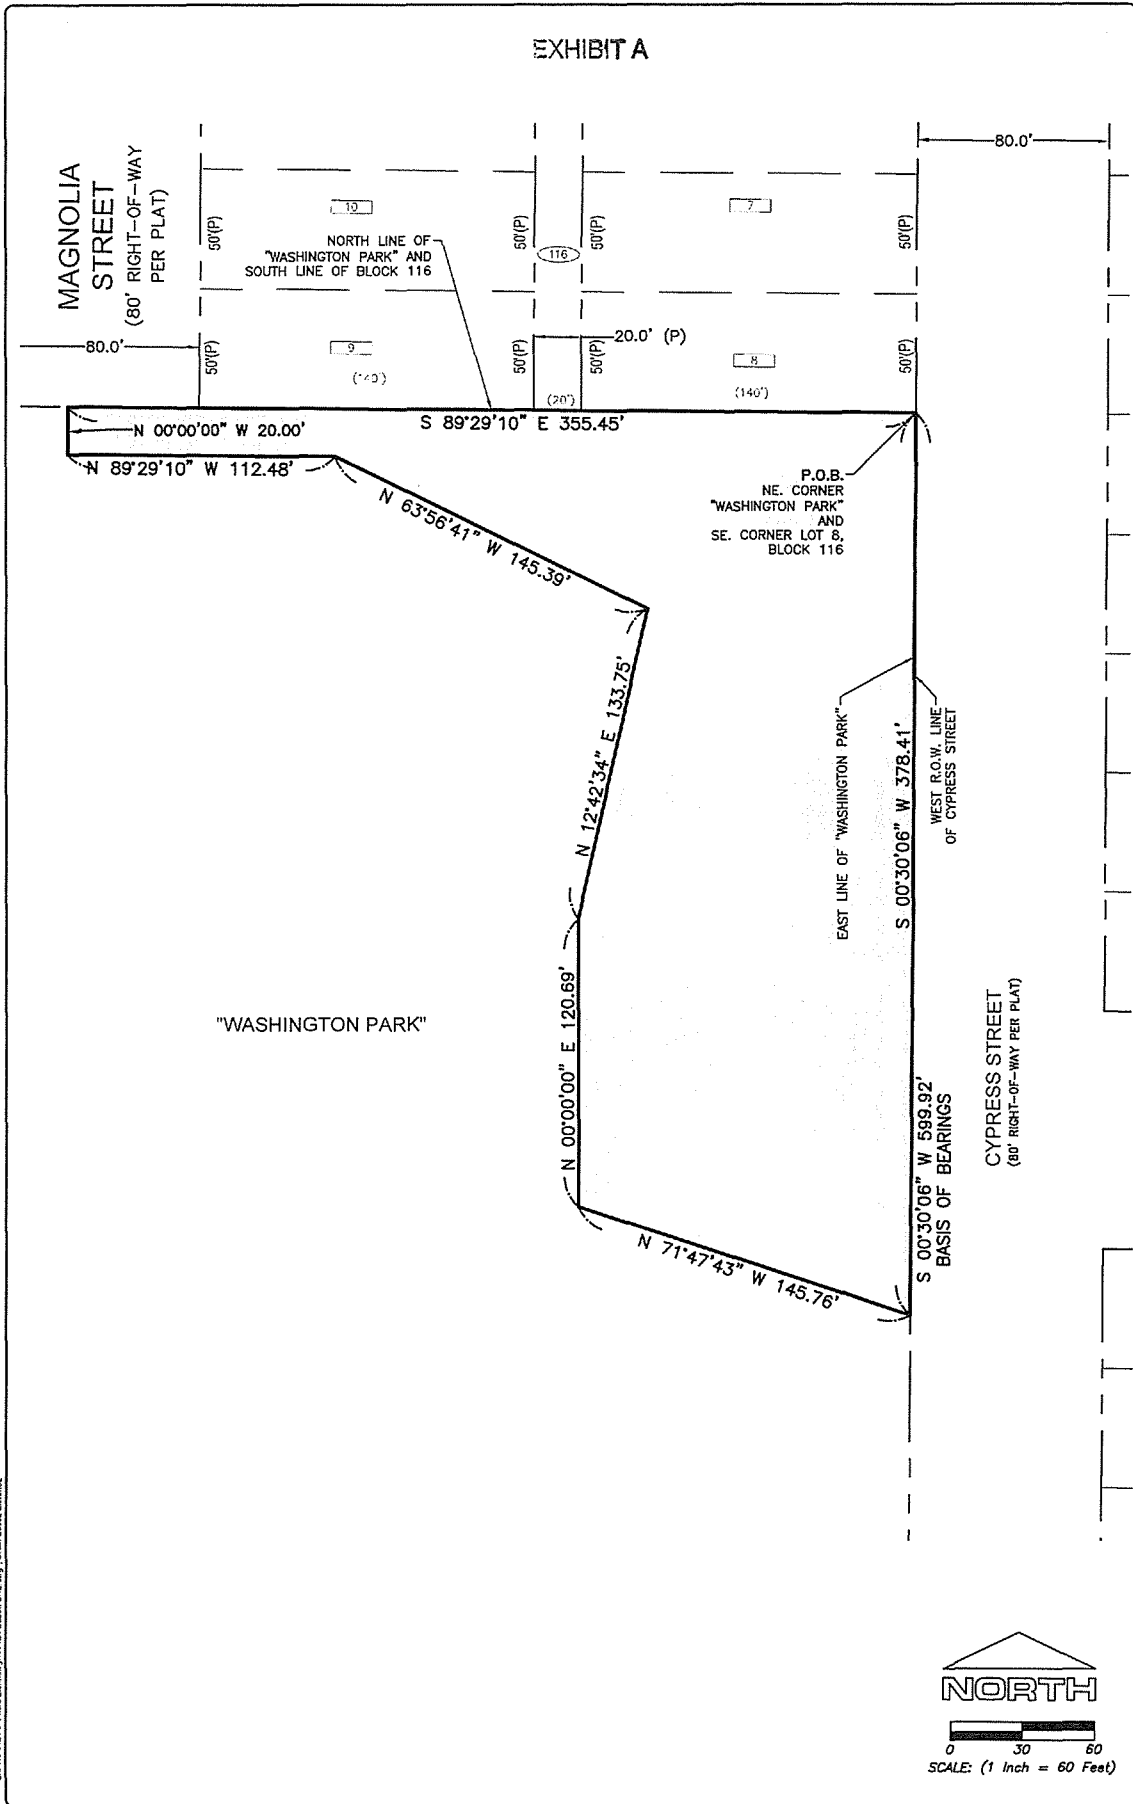 EXHIBIT A
MAGNOLIA
STREET
(80' RIGHT-OF-WAY
PER PLAT)
80.0'
50'(P)
10
50'(P)
50'(P)
7
50'(P)
NORTH LINE OF
"WASHINGTON PARK" AND
SOUTH LINE OF BLOCK 116
116
80.0'
50'(P)
9
50'(P)
50'(P)
20.0' (P)
8
50'(P)
(20')
(140')
N 00°00'00" W 20.00'
S 89°29'10" E 355.45'
N 89°29'10" W 112.48'
N 63°56'41" W 145.39'
P.O.B.
NE. CORNER
"WASHINGTON PARK"
AND
SE. CORNER LOT 8,
BLOCK 116
N 12°42'34" E 133.75'
EAST LINE OF "WASHINGTON PARK"
S 00°30'06" W 378.41'
WEST R.O.W. LINE
OF CYPRESS STREET
"WASHINGTON PARK"
N 00°00'00" E 120.69'
S 00°30'06" W 599.92'
BASIS OF BEARINGS
CYPRESS STREET
(80' RIGHT-OF-WAY PER PLAT)
N 71°47'43" W 145.76'
NORTH
0 30 60
SCALE: (1 Inch = 60 Feet)